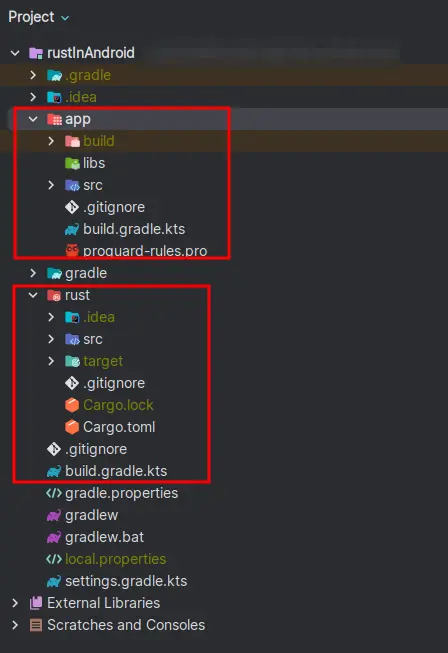 Project
rustInAndroid
.gradle
.idea
app
build
libs
src
.gitignore
build.gradle.kts
proguard-rules.pro
gradle
rust
.idea
src
target
.gitignore
Cargo.lock
Cargo.toml
.gitignore
build.gradle.kts
gradle.properties
gradlew
gradlew.bat
local.properties
settings.gradle.kts
External Libraries
Scratches and Consoles